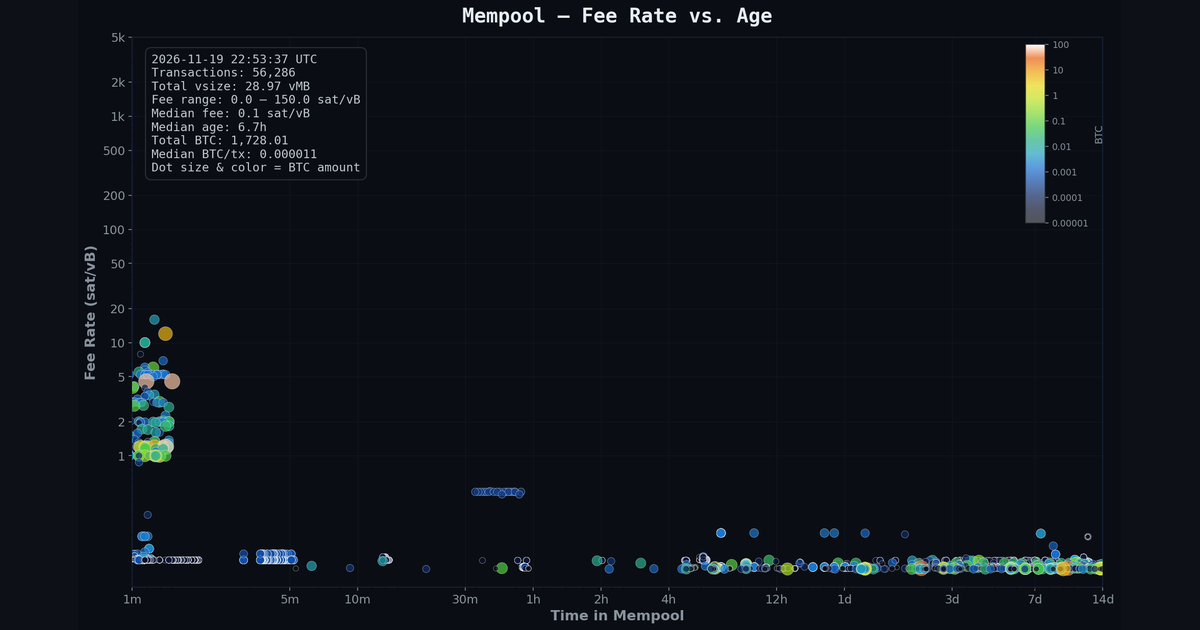 Mempool — Fee Rate vs. Age
2026-11-19 22:53:37 UTC
Transactions: 56,286
Total vsize: 28.97 vMB
Fee range: 0.0 — 150.0 sat/vB
Median fee: 0.1 sat/vB
Median age: 6.7h
Total BTC: 1,728.01
Median BTC/tx: 0.000011
Dot size & color = BTC amount
5k
2k
1k
500
200
100
50
20
10
5
2
1
Fee Rate (sat/vB)
100
10
1
0.1
0.01
0.001
0.0001
0.00001
BTC
1m
5m
10m
30m
1h
2h
4h
12h
1d
3d
7d
14d
Time in Mempool